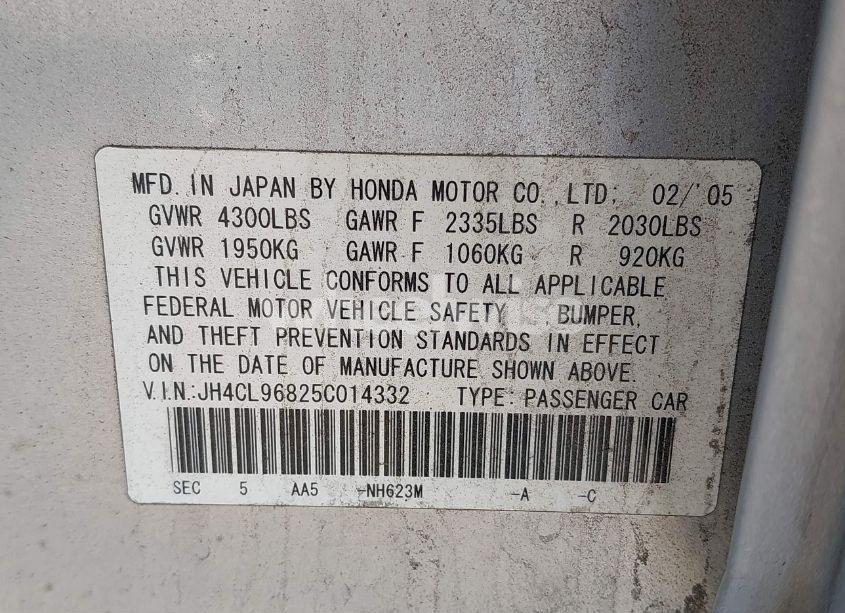 MFD. IN JAPAN BY HONDA MOTOR CO., LTD; 02/'05
GVWR 4300LBS GAWR F 2335LBS R 2030LBS
GVWR 1950KG GAWR F 1060KG R 920KG
THIS VEHICLE CONFORMS TO ALL APPLICABLE
FEDERAL MOTOR VEHICLE SAFETY, BUMPER,
AND THEFT PREVENTION STANDARDS IN EFFECT
ON THE DATE OF MANUFACTURE SHOWN ABOVE.
V.I.N.:JH4CL96825C014332 TYPE: PASSENGER CAR
SEC 5 AA5 -NH623M -A -C